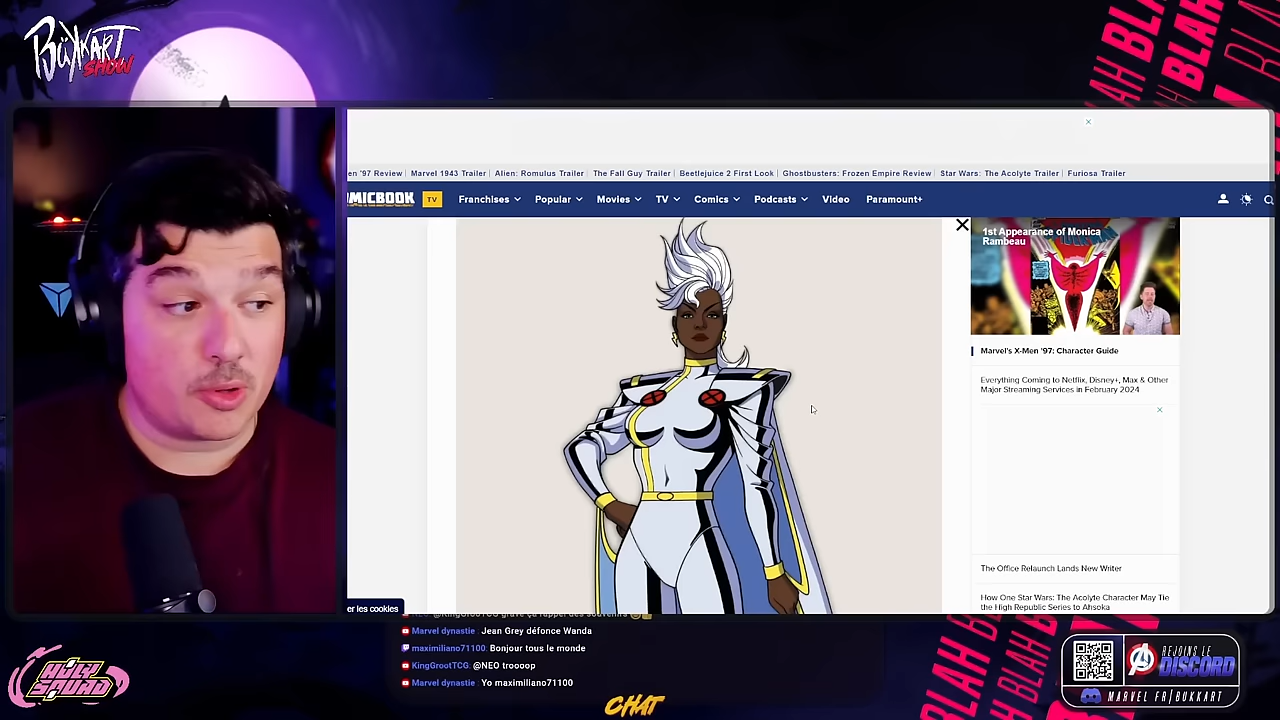 BÜKKART
SHOW
BLAH BLAH BLAH
en '97 Review | Marvel 1943 Trailer | Alien: Romulus Trailer | The Fall Guy Trailer | Beetlejuice 2 First Look | Ghostbusters: Frozen Empire Review | Star Wars: The Acolyte Trailer | Furiosa Trailer
MICBOOK TV Franchises Popular Movies TV Comics Podcasts Video Paramount+
1st Appearance of Monica
Rambeau
Marvel's X-Men '97: Character Guide
Everything Coming to Netflix, Disney+, Max & Other
Major Streaming Services in February 2024
The Office Relaunch Lands New Writer
How One Star Wars: The Acolyte Character May Tie
the High Republic Series to Ahsoka
er les cookies
Marvel dynastie Jean Grey défonce Wanda
maximiliano71100: Bonjour tous le monde
KingGrootTCG: @NEO troooop
Marvel dynastie Yo maximiliano71100
CHAT
BLAH BLAH BLAH
REJOINS LE
DISCORD
MARVEL FR|BUKKART